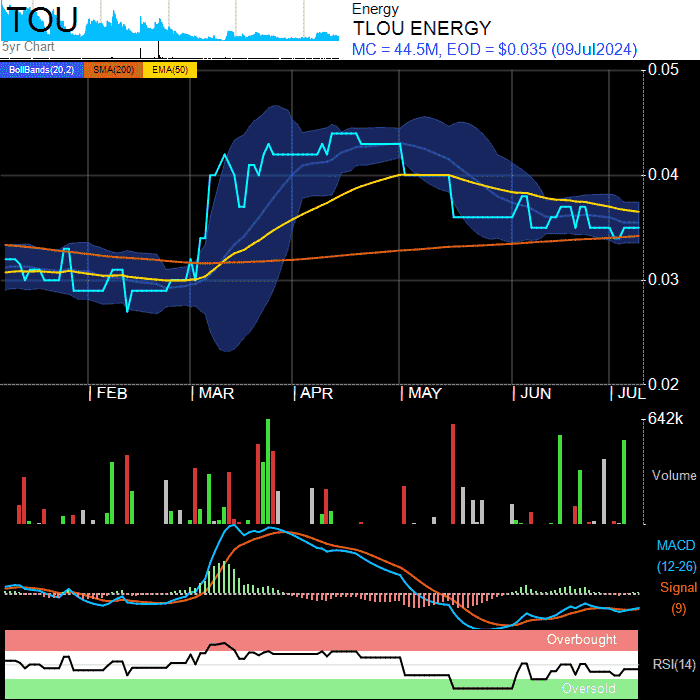 TOU
5yr Chart
Energy
TLOU ENERGY
MC = 44.5M, EOD = $0.035 (09Jul2024)
BollBands(20,2) SMA(200) EMA(50)
0.05
0.04
0.03
0.02
FEB MAR APR MAY JUN JUL
642k
Volume
MACD
(12-26)
Signal
(9)
Overbought
RSI(14)
Oversold